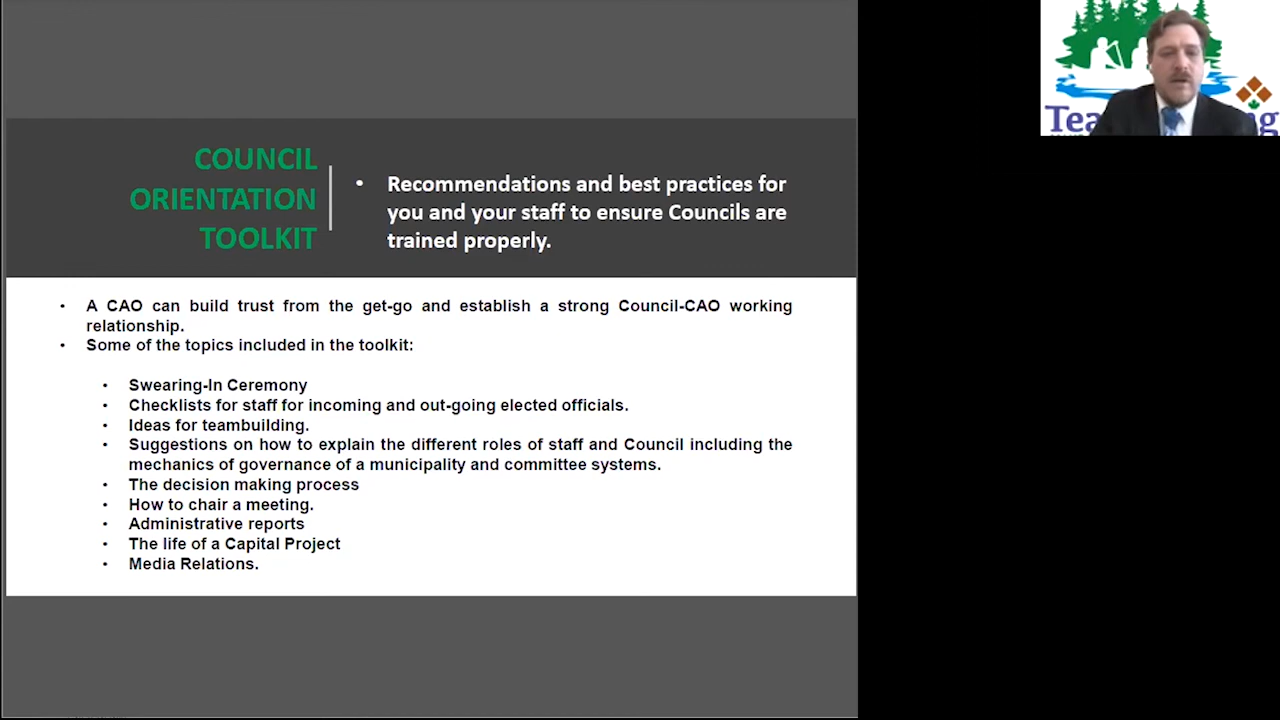 COUNCIL
ORIENTATION
TOOLKIT
• Recommendations and best practices for
you and your staff to ensure Councils are
trained properly.
• A CAO can build trust from the get-go and establish a strong Council-CAO working
relationship.
• Some of the topics included in the toolkit:
• Swearing-In Ceremony
• Checklists for staff for incoming and out-going elected officials.
• Ideas for teambuilding.
• Suggestions on how to explain the different roles of staff and Council including the
mechanics of governance of a municipality and committee systems.
• The decision making process
• How to chair a meeting.
• Administrative reports
• The life of a Capital Project
• Media Relations.